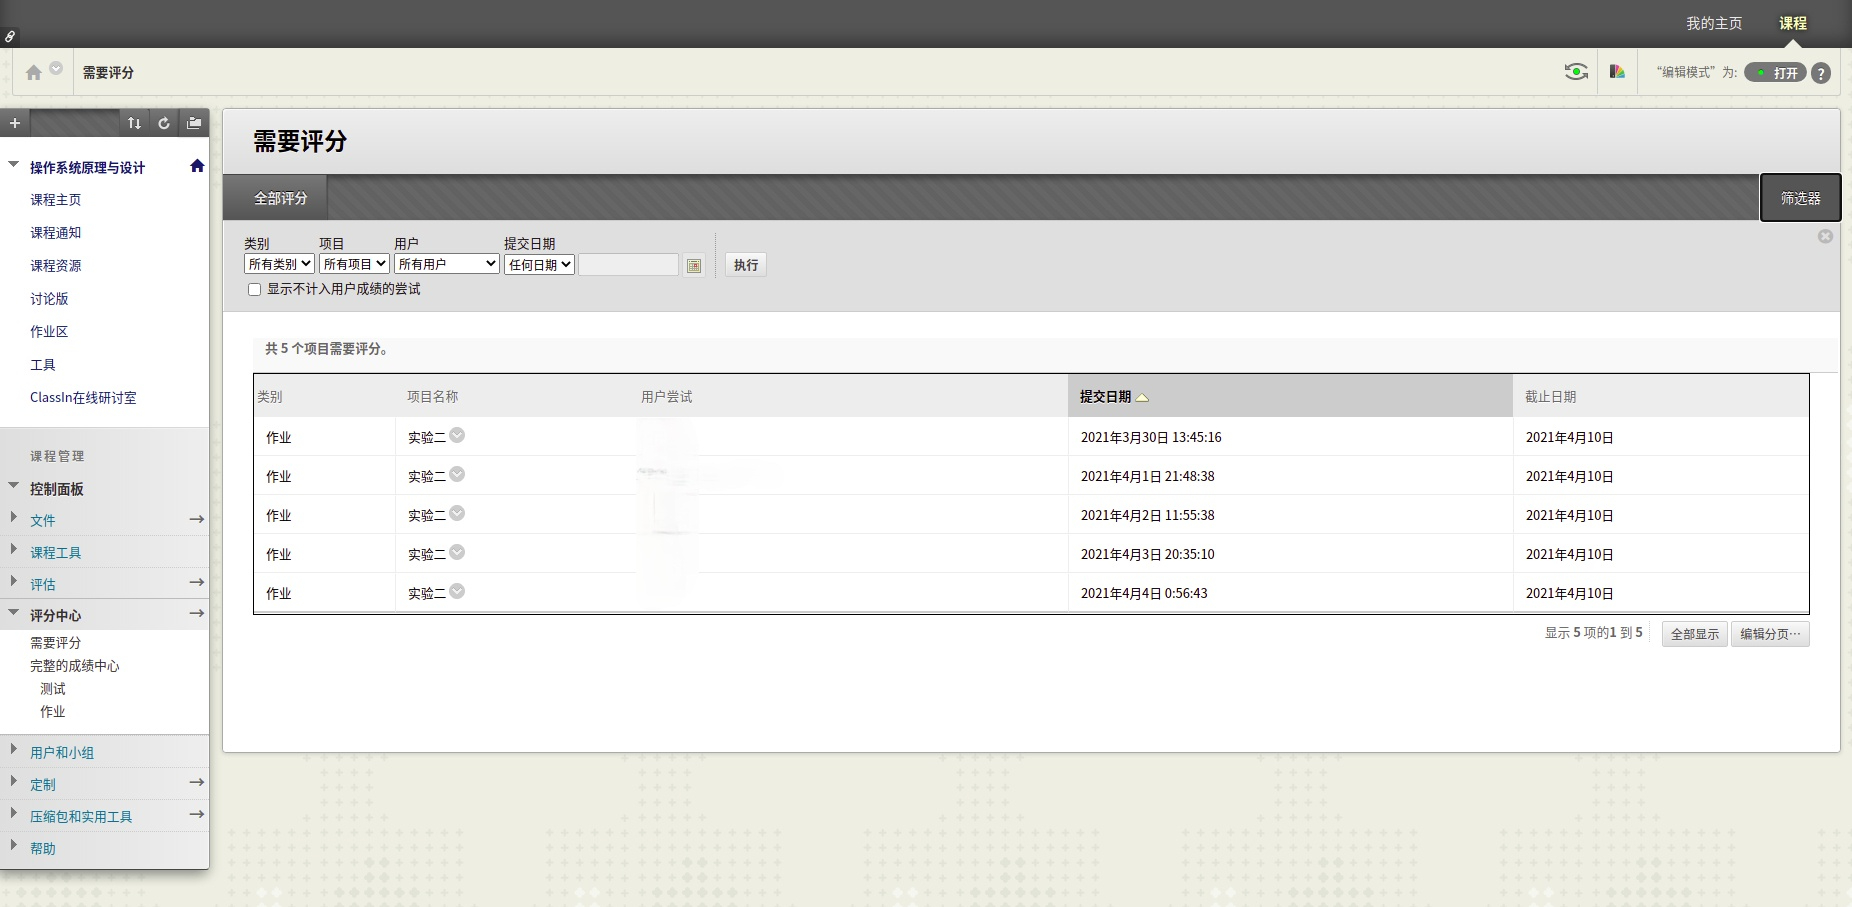 我的主页 课程
需要评分
“编辑模式”为: 打开 ?
操作系统原理与设计
课程主页
课程通知
课程资源
讨论版
作业区
工具
ClassIn在线研讨室
课程管理
控制面板
文件
课程工具
评估
评分中心
需要评分
完整的成绩中心
测试
作业
用户和小组
定制
压缩包和实用工具
帮助
需要评分
全部评分 筛选器
类别 项目 用户 提交日期
所有类别 所有项目 所有用户 任何日期 执行
显示不计入用户成绩的尝试
共 5 个项目需要评分。
类别 项目名称 用户尝试 提交日期 截止日期
作业 实验二 2021年3月30日 13:45:16 2021年4月10日
作业 实验二 2021年4月1日 21:48:38 2021年4月10日
作业 实验二 2021年4月2日 11:55:38 2021年4月10日
作业 实验二 2021年4月3日 20:35:10 2021年4月10日
作业 实验二 2021年4月4日 0:56:43 2021年4月10日
显示 5 项的1 到 5 全部显示 编辑分页…